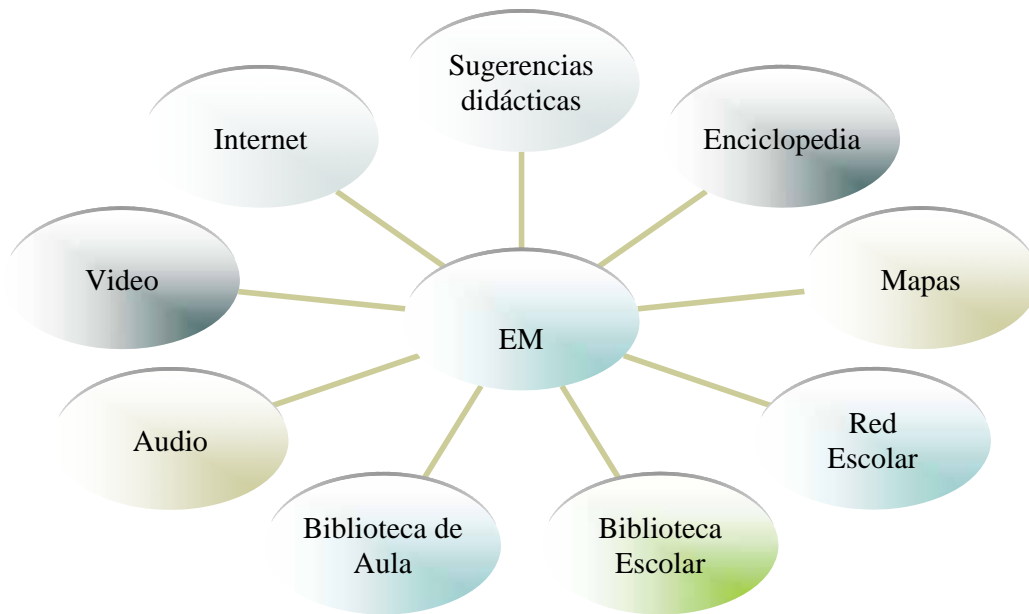 Sugerencias
didácticas
Internet
Enciclopedia
Video
Mapas
EM
Audio
Red
Escolar
Biblioteca de
Aula
Biblioteca
Escolar